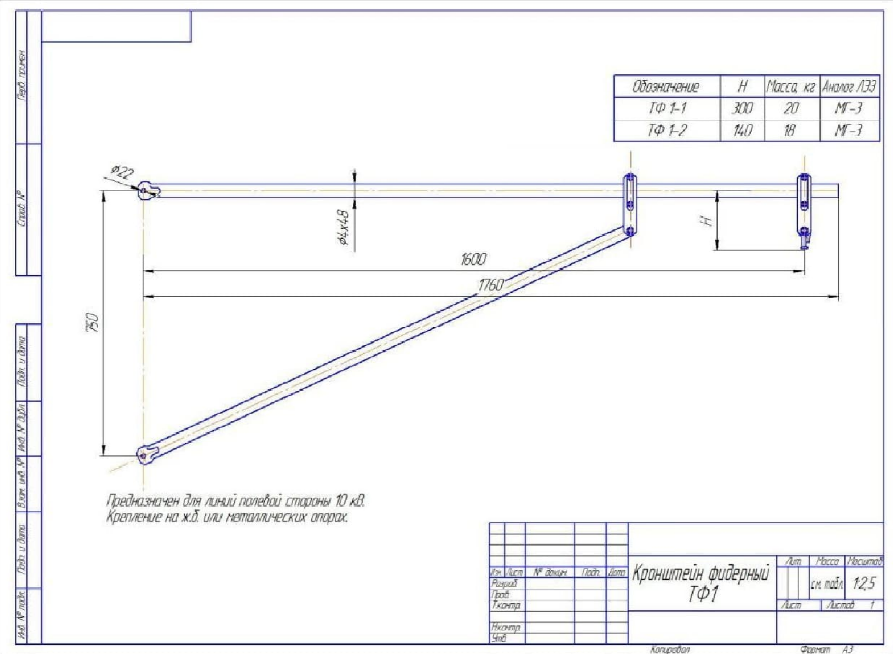 Перв. примен.
Справ. №
Подп. и дата
Инв. № дубл.
Взам. инв. №
Подп. и дата
Инв. № подл.
Обозначение Н Масса, кг Аналог ЛЭЗ
ТФ 1-1 300 20 МГ-3
ТФ 1-2 140 18 МГ-3
⌀22
⌀4х48
Н
1600
1760
750
Предназначен для линий полевой стороны 10 кВ.
Крепление на ж.б. или металлических опорах.
Изм. Лист № докум. Подп. Дата
Разраб.
Пров.
Т.контр.
Н.контр.
Утв.
Кронштейн фидерный
ТФ1
Лит. Масса Масштаб
см. табл. 1:2,5
Лист Листов 1
Копировал Формат А3